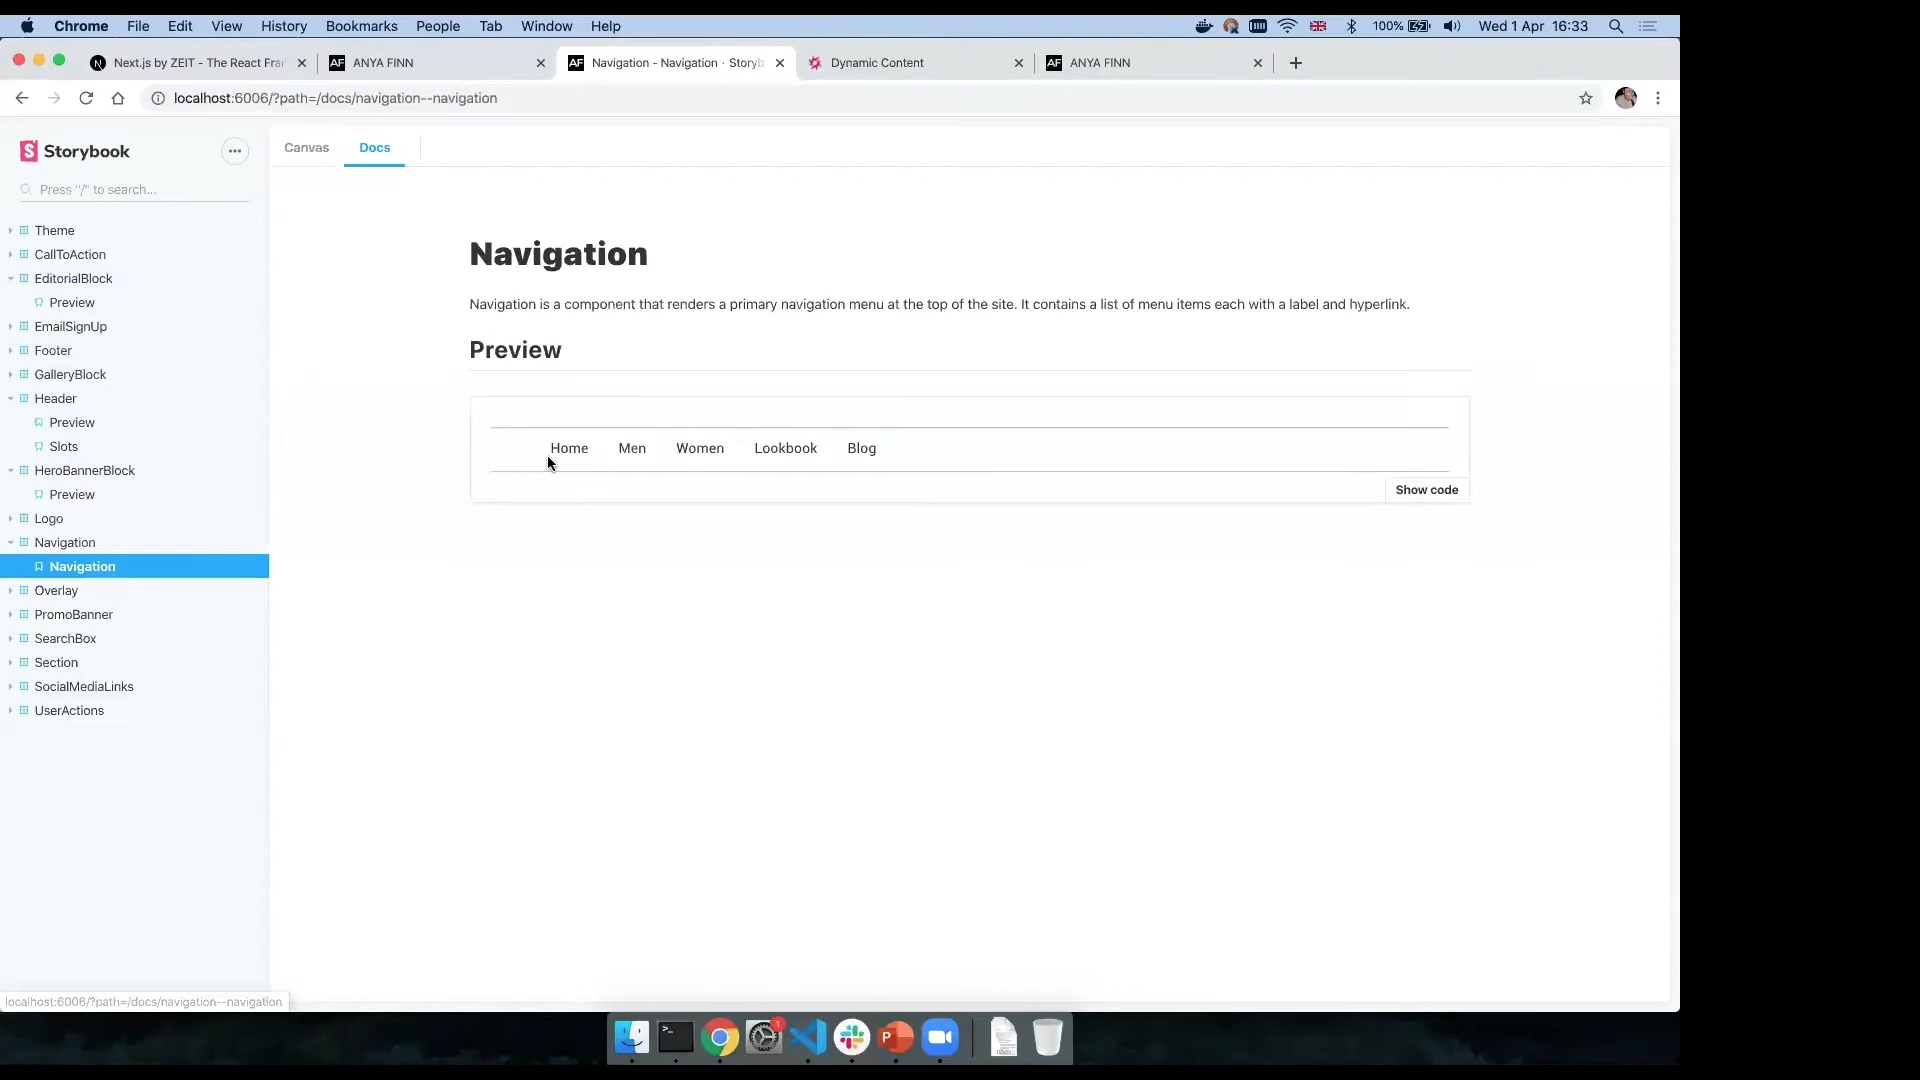 Chrome File Edit View History Bookmarks People Tab Window Help 100% Wed 1 Apr 16:33
Next.js by ZEIT - The React Fra
AF ANYA FINN
AF Navigation - Navigation · Storyb
Dynamic Content
AF ANYA FINN
localhost:6006/?path=/docs/navigation--navigation
Storybook
Press "/" to search...
Theme
CallToAction
EditorialBlock
Preview
EmailSignUp
Footer
GalleryBlock
Header
Preview
Slots
HeroBannerBlock
Preview
Logo
Navigation
Navigation
Overlay
PromoBanner
SearchBox
Section
SocialMediaLinks
UserActions
Canvas Docs
Navigation
Navigation is a component that renders a primary navigation menu at the top of the site. It contains a list of menu items each with a label and hyperlink.
Preview
Home Men Women Lookbook Blog
Show code
localhost:6006/?path=/docs/navigation--navigation
1